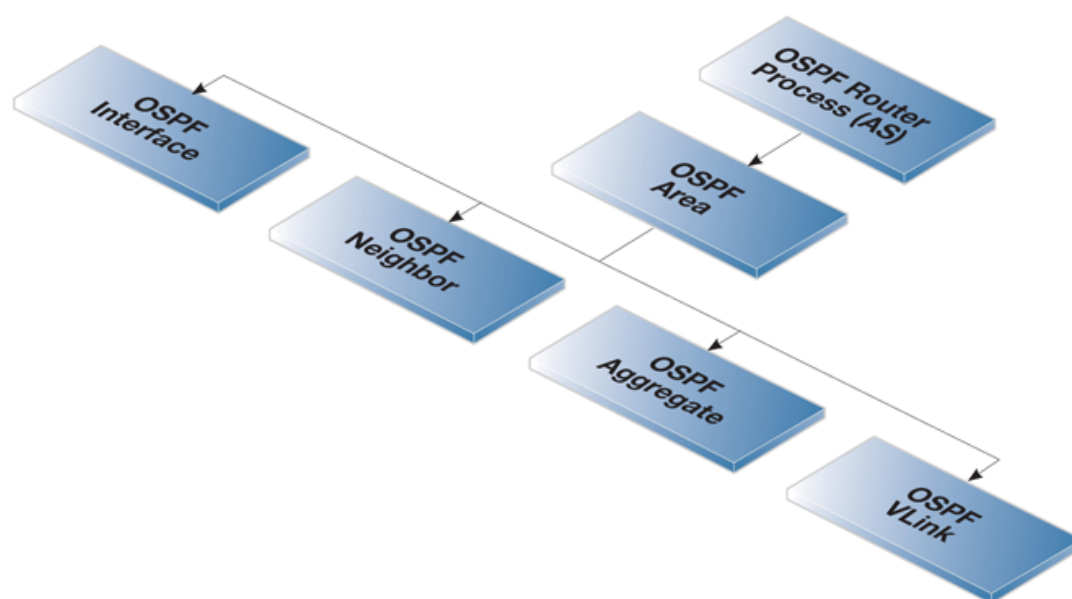 OSPF Router
Process (AS)
OSPF
Area
OSPF
Interface
OSPF
Neighbor
OSPF
Aggregate
OSPF
VLink